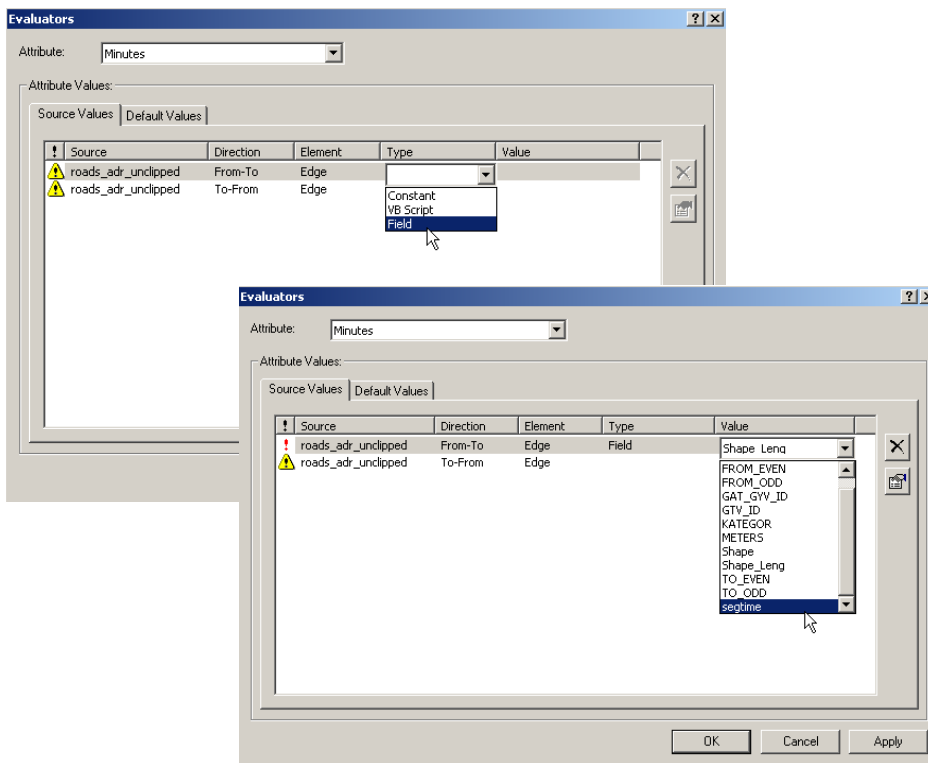 Evaluators
Attribute: Minutes
Attribute Values:
Source Values Default Values
! Source Direction Element Type Value
roads_adr_unclipped From-To Edge
roads_adr_unclipped To-From Edge
Constant
VB Script
Field
Evaluators
Attribute: Minutes
Attribute Values:
Source Values Default Values
! Source Direction Element Type Value
! roads_adr_unclipped From-To Edge Field Shape_Leng
roads_adr_unclipped To-From Edge
FROM_EVEN
FROM_ODD
GAT_GYV_ID
GTV_ID
KATEGOR
METERS
Shape
Shape_Leng
TO_EVEN
TO_ODD
segtime
OK Cancel Apply